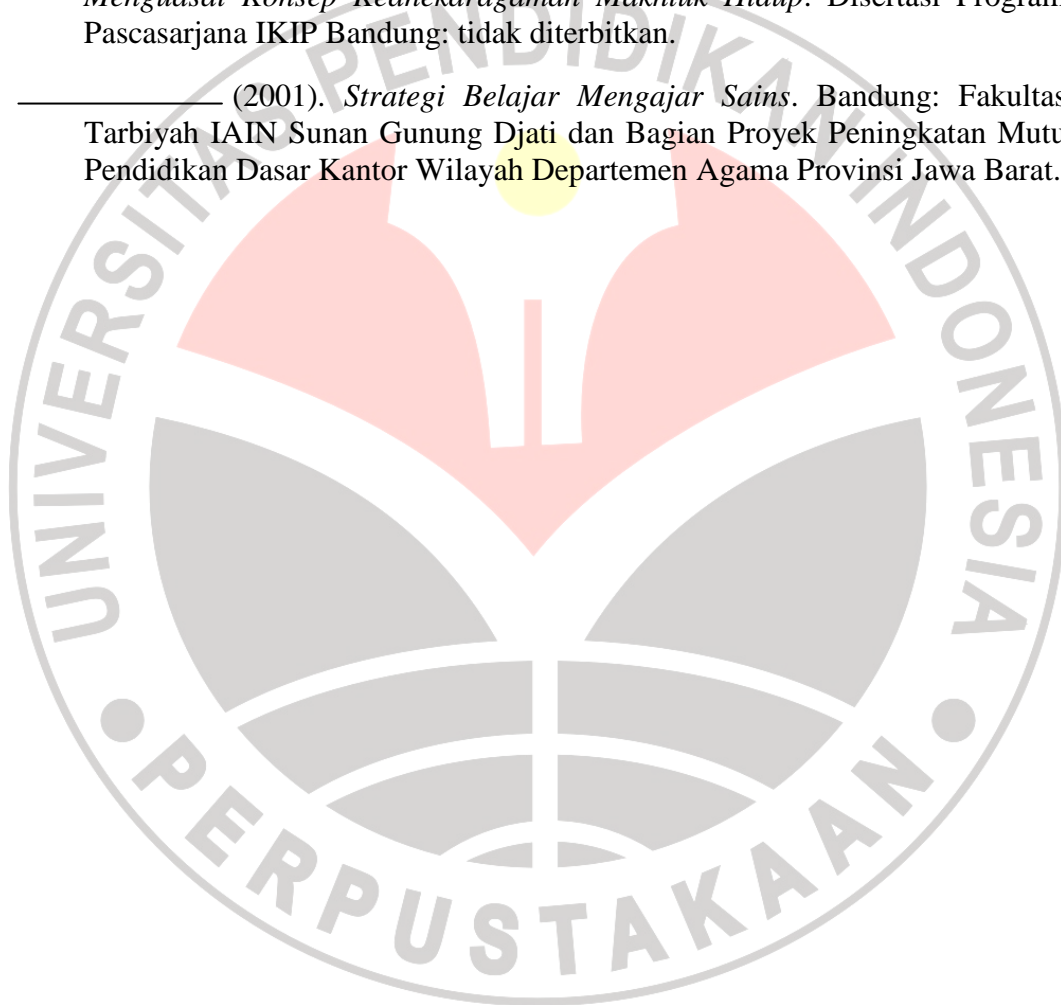 Menguasai Konsep Keanekaragaman Makhluk Hidup. Disertasi Program
Pascasarjana IKIP Bandung: tidak diterbitkan.
(2001). Strategi Belajar Mengajar Sains. Bandung: Fakultas
Tarbiyah IAIN Sunan Gunung Djati dan Bagian Proyek Peningkatan Mutu
Pendidikan Dasar Kantor Wilayah Departemen Agama Provinsi Jawa Barat.
UNIVERSITAS PENDIDIKAN INDONESIA
PERPUSTAKAAN